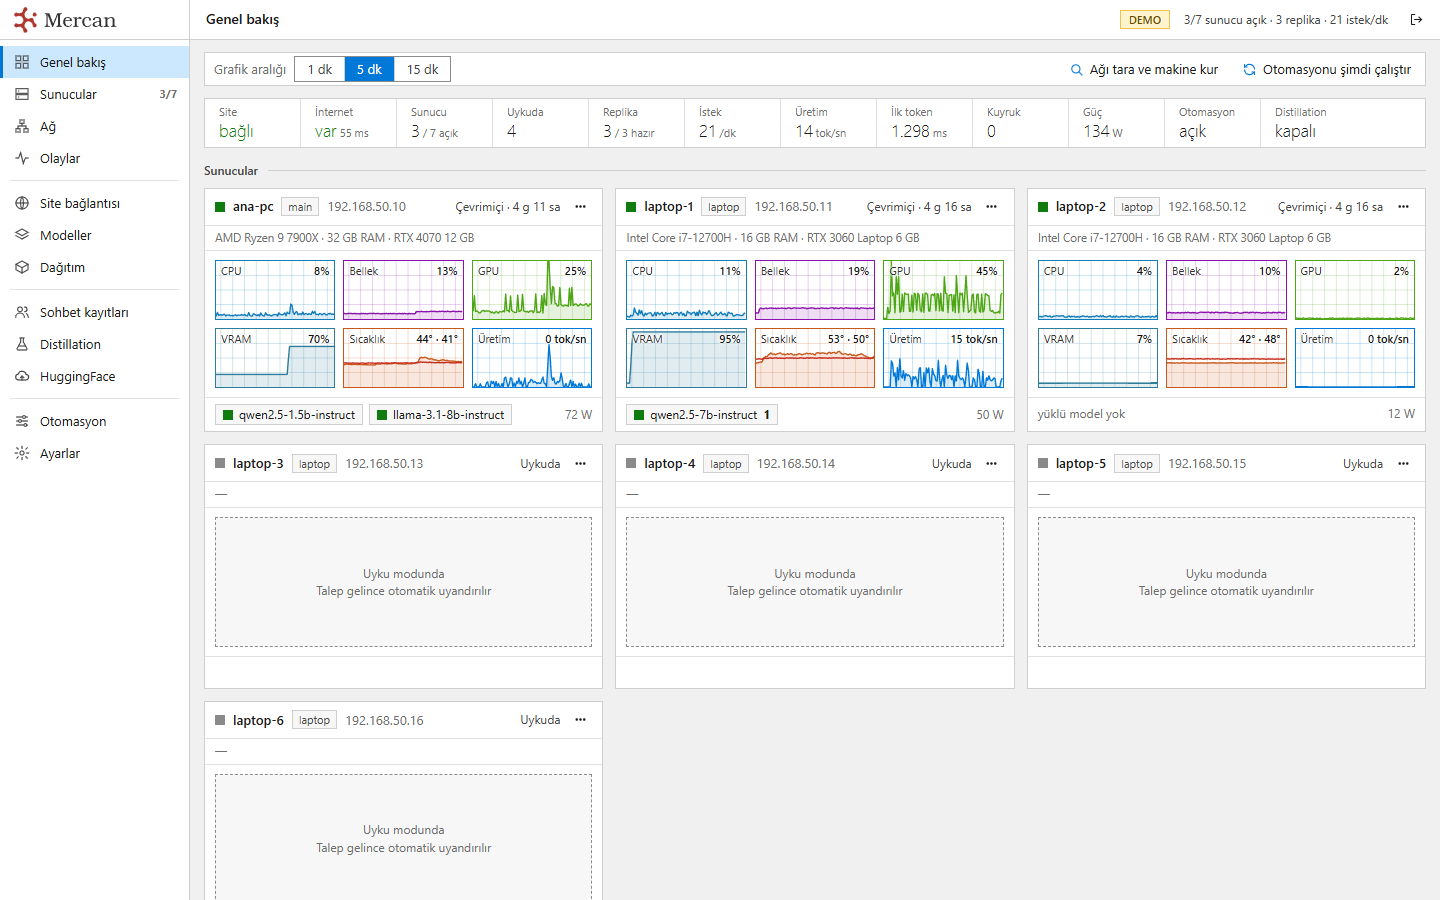 Mercan
Genel bakış
DEMO
3/7 sunucu açık · 3 replika · 21 istek/dk
Genel bakış
Sunucular 3/7
Ağ
Olaylar
Site bağlantısı
Modeller
Dağıtım
Sohbet kayıtları
Distillation
HuggingFace
Otomasyon
Ayarlar
Grafik aralığı 1 dk 5 dk 15 dk
Ağı tara ve makine kur
Otomasyonu şimdi çalıştır
Site
bağlı
İnternet
var 55 ms
Sunucu
3 / 7 açık
Uykuda
4
Replika
3 / 3 hazır
İstek
21 /dk
Üretim
14 tok/sn
İlk token
1.298 ms
Kuyruk
0
Güç
134 W
Otomasyon
açık
Distillation
kapalı
Sunucular
ana-pc main 192.168.50.10 Çevrimiçi · 4 g 11 sa
AMD Ryzen 9 7900X · 32 GB RAM · RTX 4070 12 GB
CPU 8%
Bellek 13%
GPU 25%
VRAM 70%
Sıcaklık 44° · 41°
Üretim 0 tok/sn
qwen2.5-1.5b-instruct
llama-3.1-8b-instruct
72 W
laptop-1 laptop 192.168.50.11 Çevrimiçi · 4 g 16 sa
Intel Core i7-12700H · 16 GB RAM · RTX 3060 Laptop 6 GB
CPU 11%
Bellek 19%
GPU 45%
VRAM 95%
Sıcaklık 53° · 50°
Üretim 15 tok/sn
qwen2.5-7b-instruct 1
50 W
laptop-2 laptop 192.168.50.12 Çevrimiçi · 4 g 16 sa
Intel Core i7-12700H · 16 GB RAM · RTX 3060 Laptop 6 GB
CPU 4%
Bellek 10%
GPU 2%
VRAM 7%
Sıcaklık 42° · 48°
Üretim 0 tok/sn
yüklü model yok
12 W
laptop-3 laptop 192.168.50.13 Uykuda
—
Uyku modunda
Talep gelince otomatik uyandırılır
laptop-4 laptop 192.168.50.14 Uykuda
—
Uyku modunda
Talep gelince otomatik uyandırılır
laptop-5 laptop 192.168.50.15 Uykuda
—
Uyku modunda
Talep gelince otomatik uyandırılır
laptop-6 laptop 192.168.50.16 Uykuda
—
Uyku modunda
Talep gelince otomatik uyandırılır